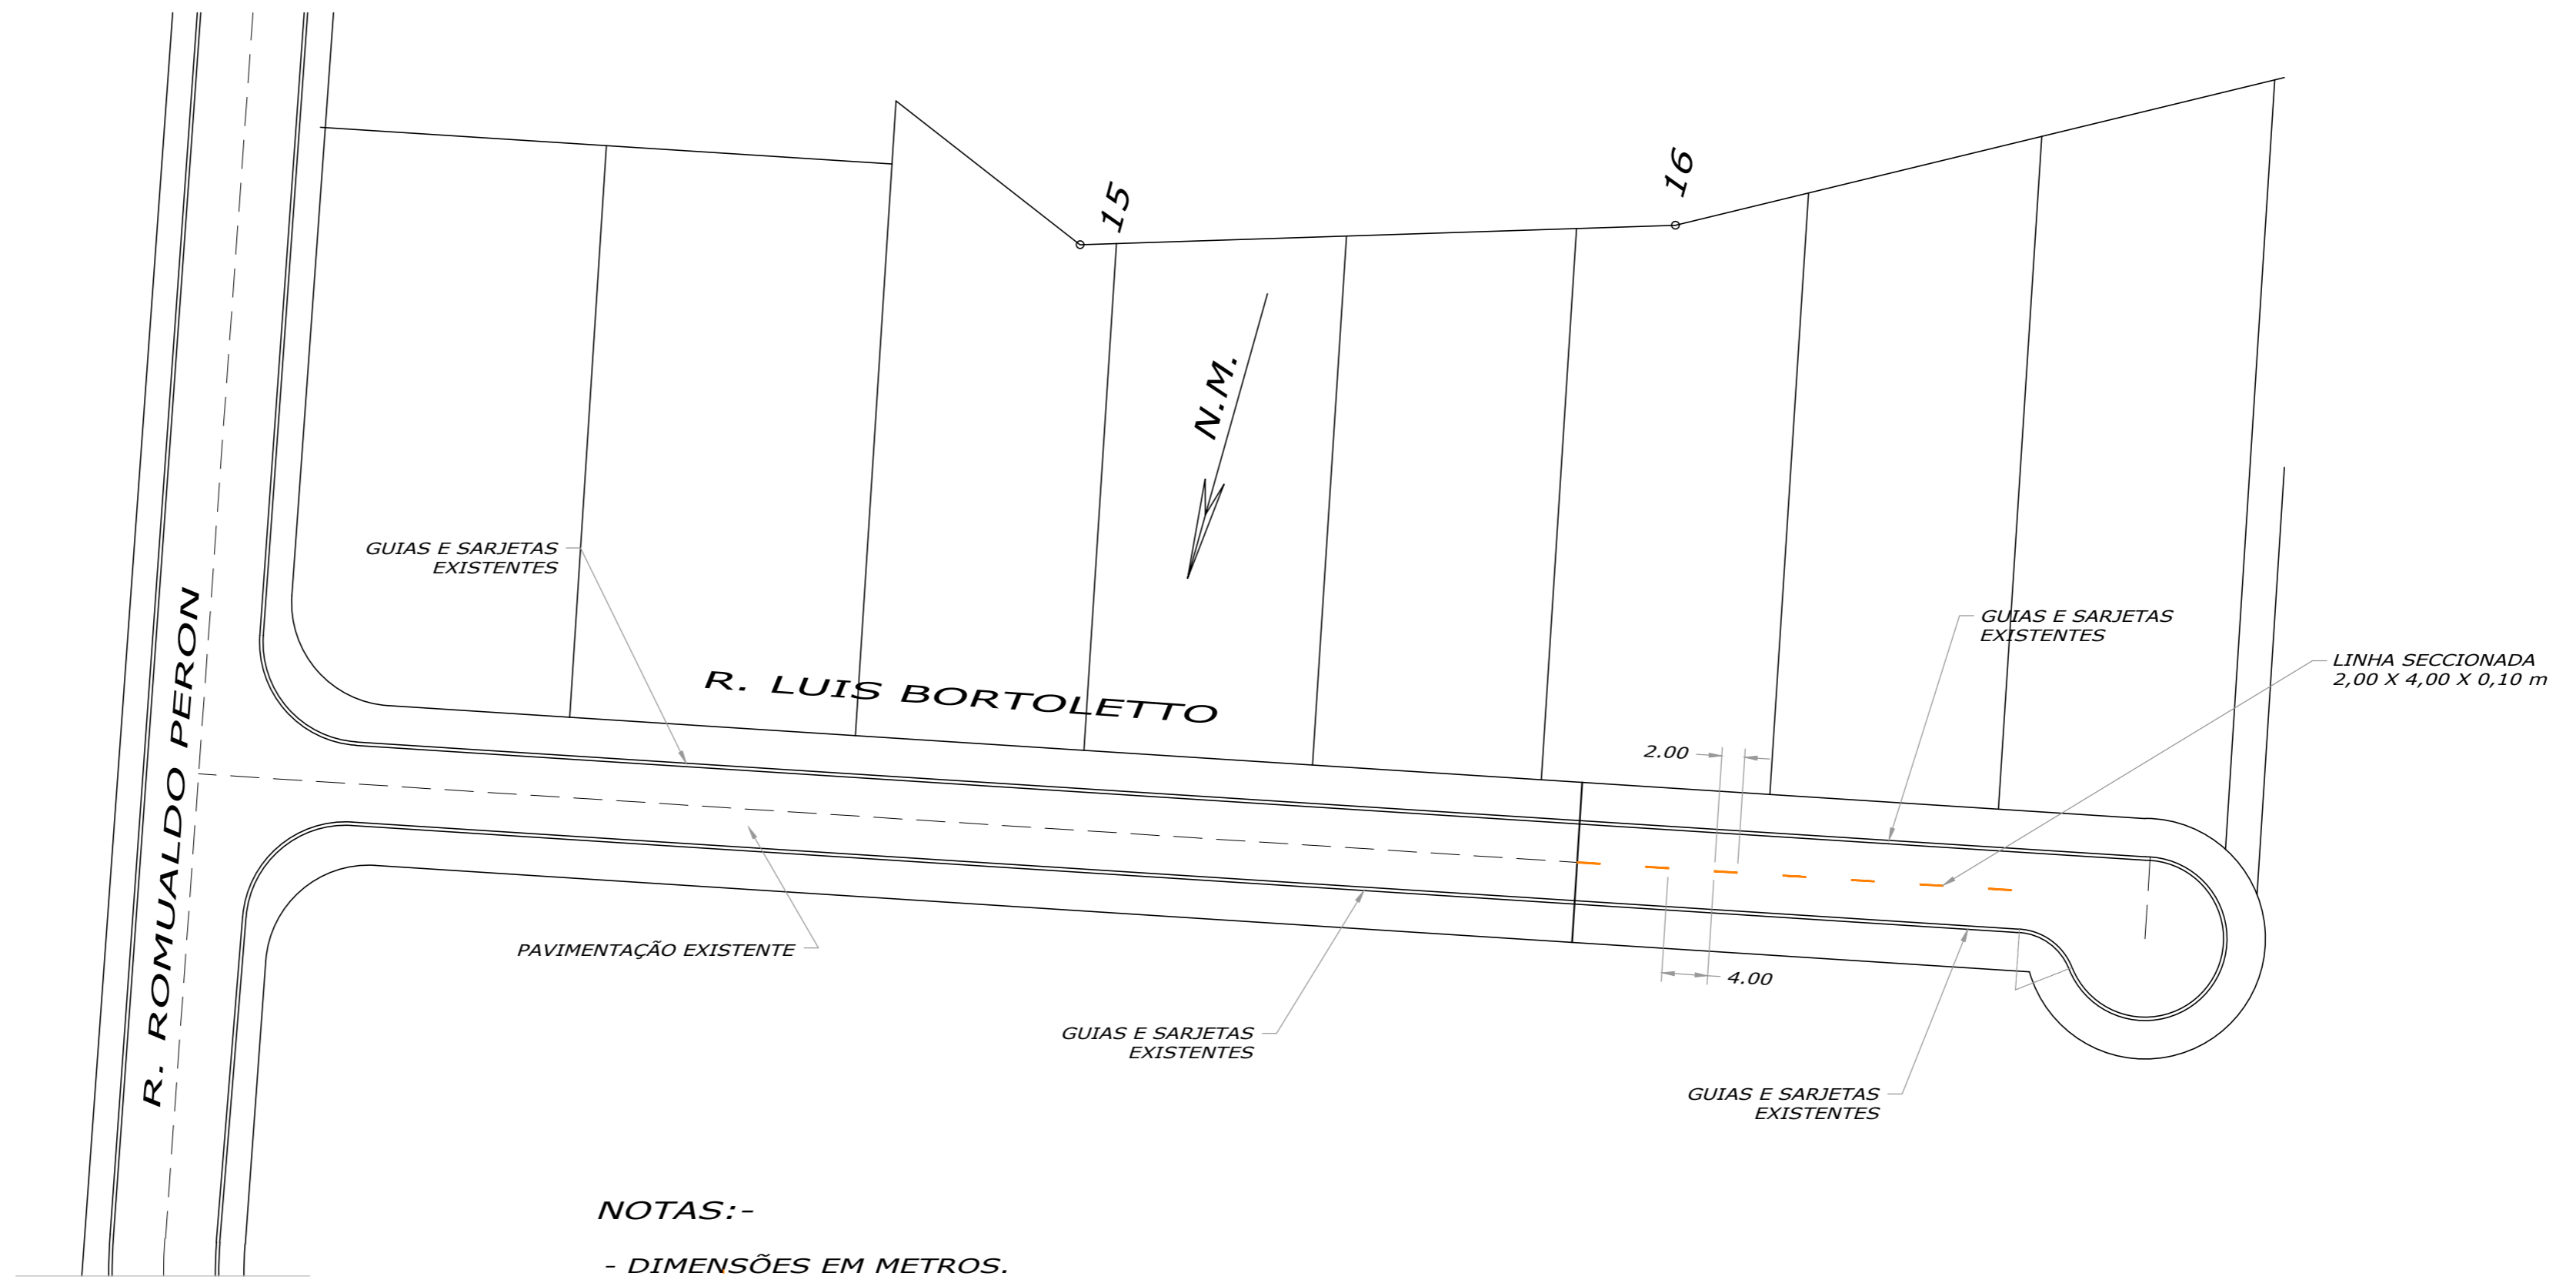 15
16
N.M.
GUIAS E SARJETAS
EXISTENTES
R. ROMUALDO PERON
R. LUIS BORTOLETTO
GUIAS E SARJETAS
EXISTENTES
LINHA SECCIONADA
2,00 X 4,00 X 0,10 m
2.00
PAVIMENTAÇÃO EXISTENTE
4.00
GUIAS E SARJETAS
EXISTENTES
GUIAS E SARJETAS
EXISTENTES
NOTAS:-
- DIMENSÕES EM METROS.